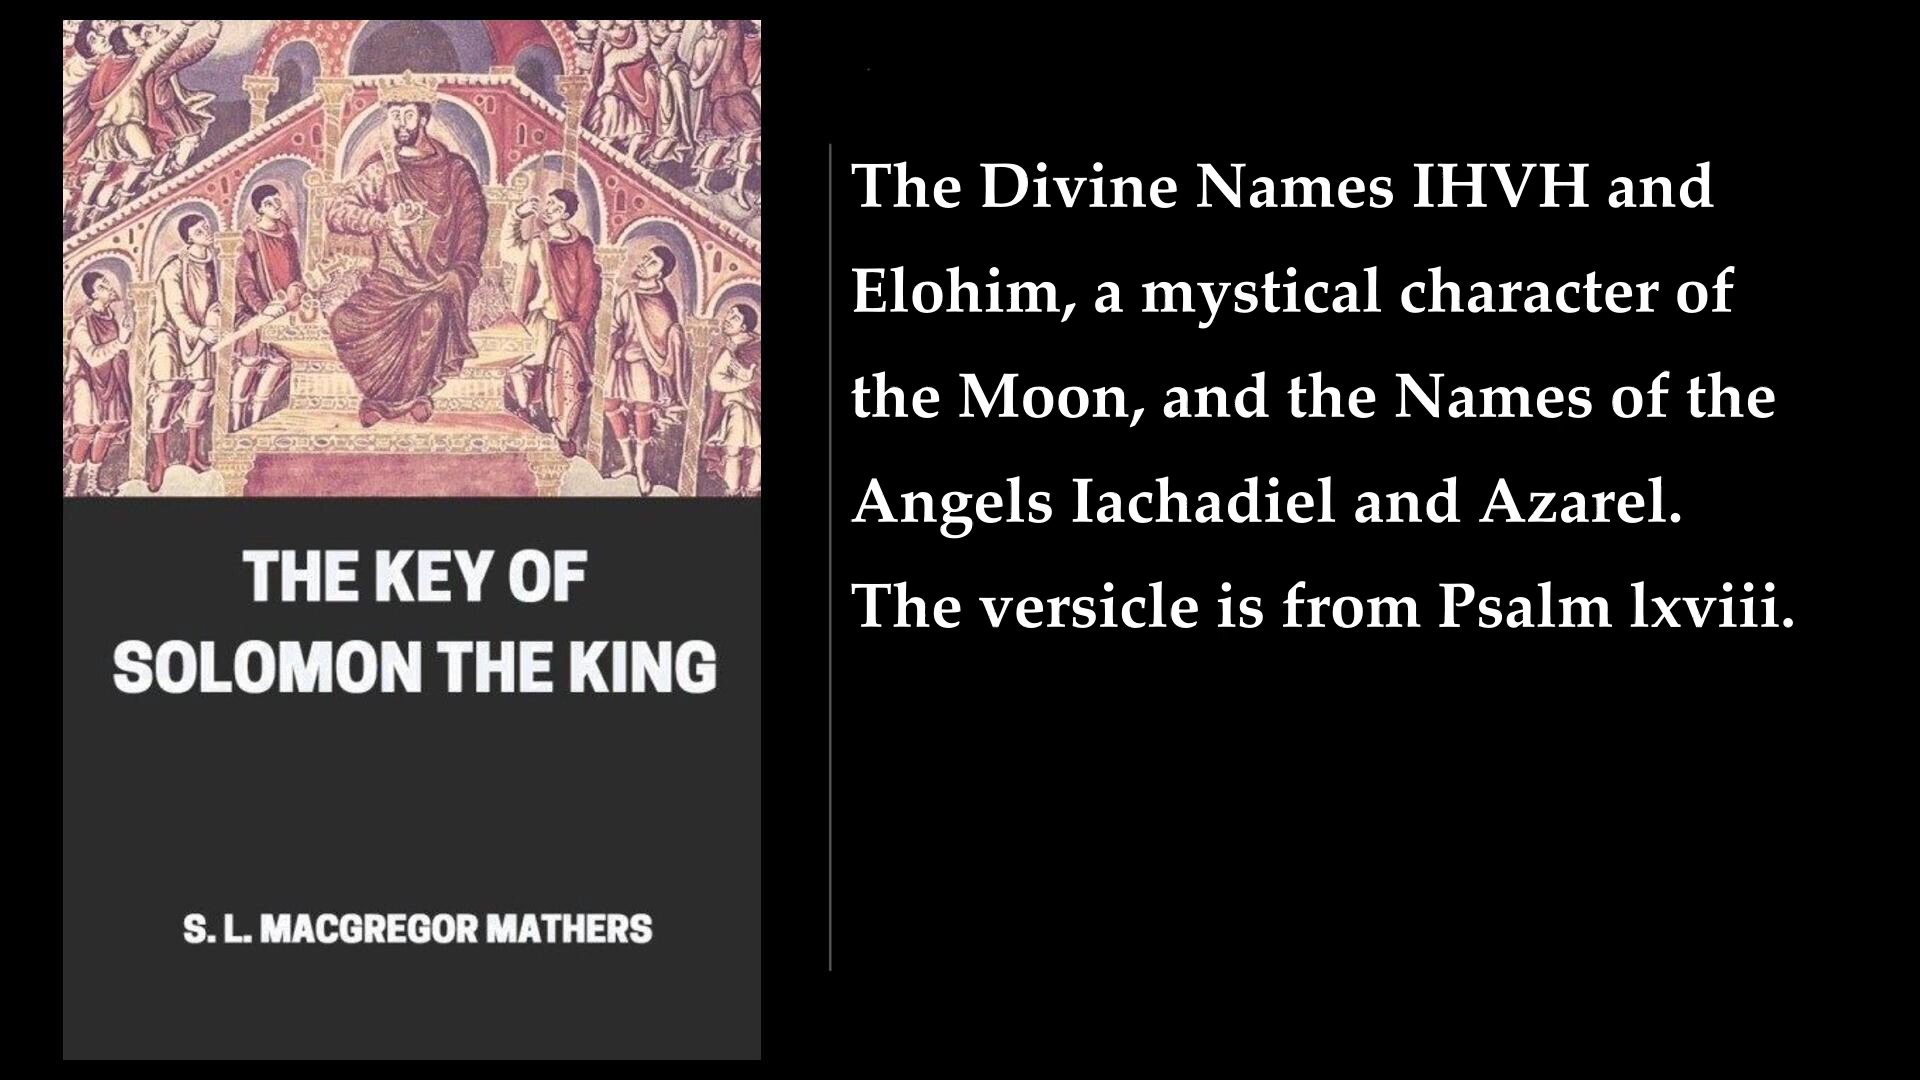 THE KEY OF
SOLOMON THE KING
S. L. MACGREGOR MATHERS
The Divine Names IHVH and
Elohim, a mystical character of
the Moon, and the Names of the
Angels Iachadiel and Azarel.
The versicle is from Psalm lxviii.